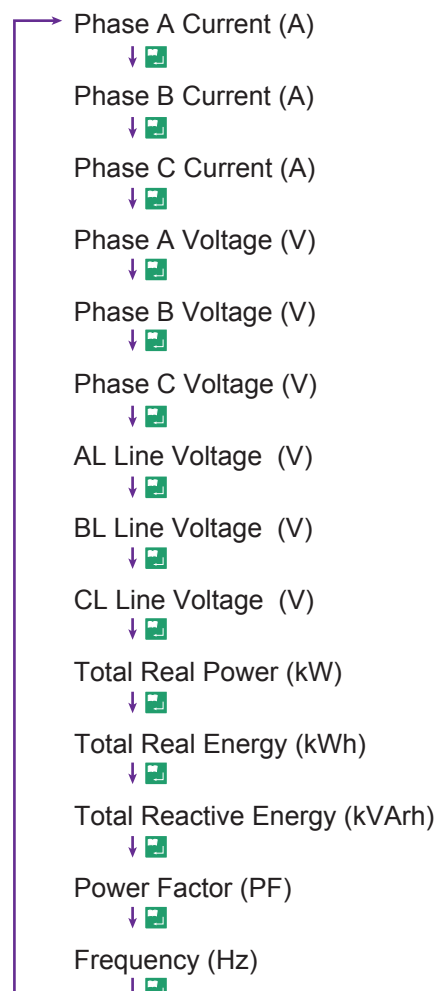 Phase A Current (A)
Phase B Current (A)
Phase C Current (A)
Phase A Voltage (V)
Phase B Voltage (V)
Phase C Voltage (V)
AL Line Voltage (V)
BL Line Voltage (V)
CL Line Voltage (V)
Total Real Power (kW)
Total Real Energy (kWh)
Total Reactive Energy (kVArh)
Power Factor (PF)
Frequency (Hz)